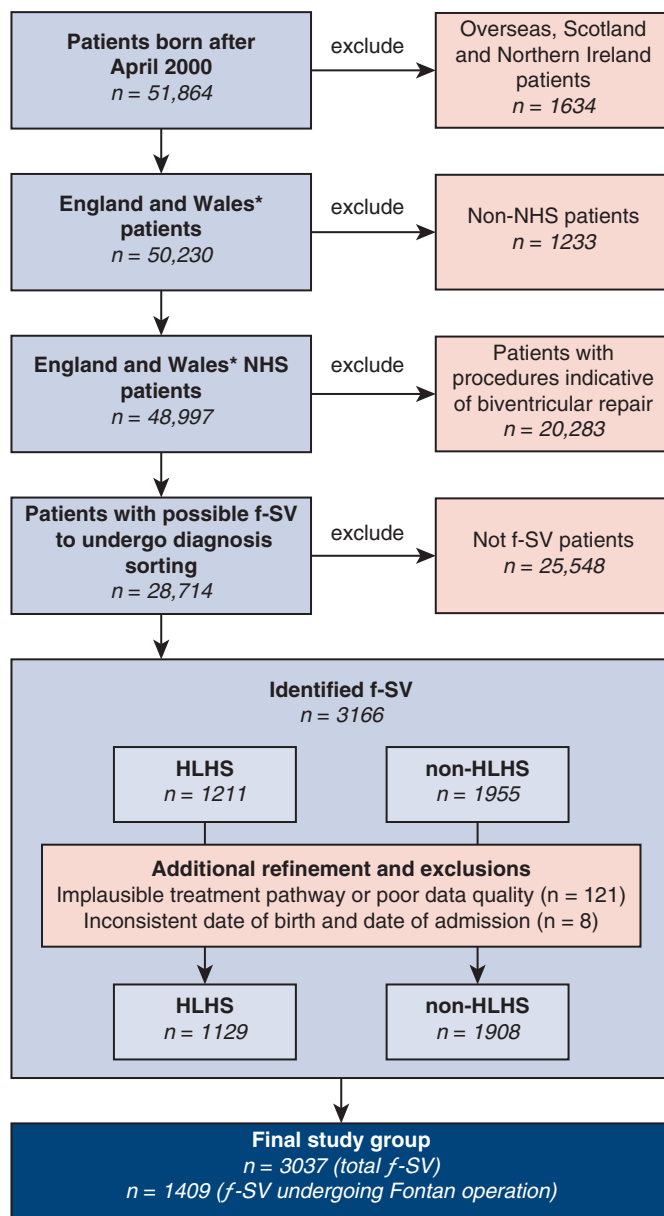 Patients born after
April 2000
n = 51,864
exclude
Overseas, Scotland
and Northern Ireland
patients
n = 1634
England and Wales*
patients
n = 50,230
exclude
Non-NHS patients
n = 1233
England and Wales* NHS
patients
n = 48,997
exclude
Patients with
procedures indicative
of biventricular repair
n = 20,283
Patients with possible f-SV
to undergo diagnosis
sorting
n = 28,714
exclude
Not f-SV patients
n = 25,548
Identified f-SV
n = 3166
HLHS
n = 1211
non-HLHS
n = 1955
Additional refinement and exclusions
Implausible treatment pathway or poor data quality (n = 121)
Inconsistent date of birth and date of admission (n = 8)
HLHS
n = 1129
non-HLHS
n = 1908
Final study group
n = 3037 (total ƒ-SV)
n = 1409 (ƒ-SV undergoing Fontan operation)